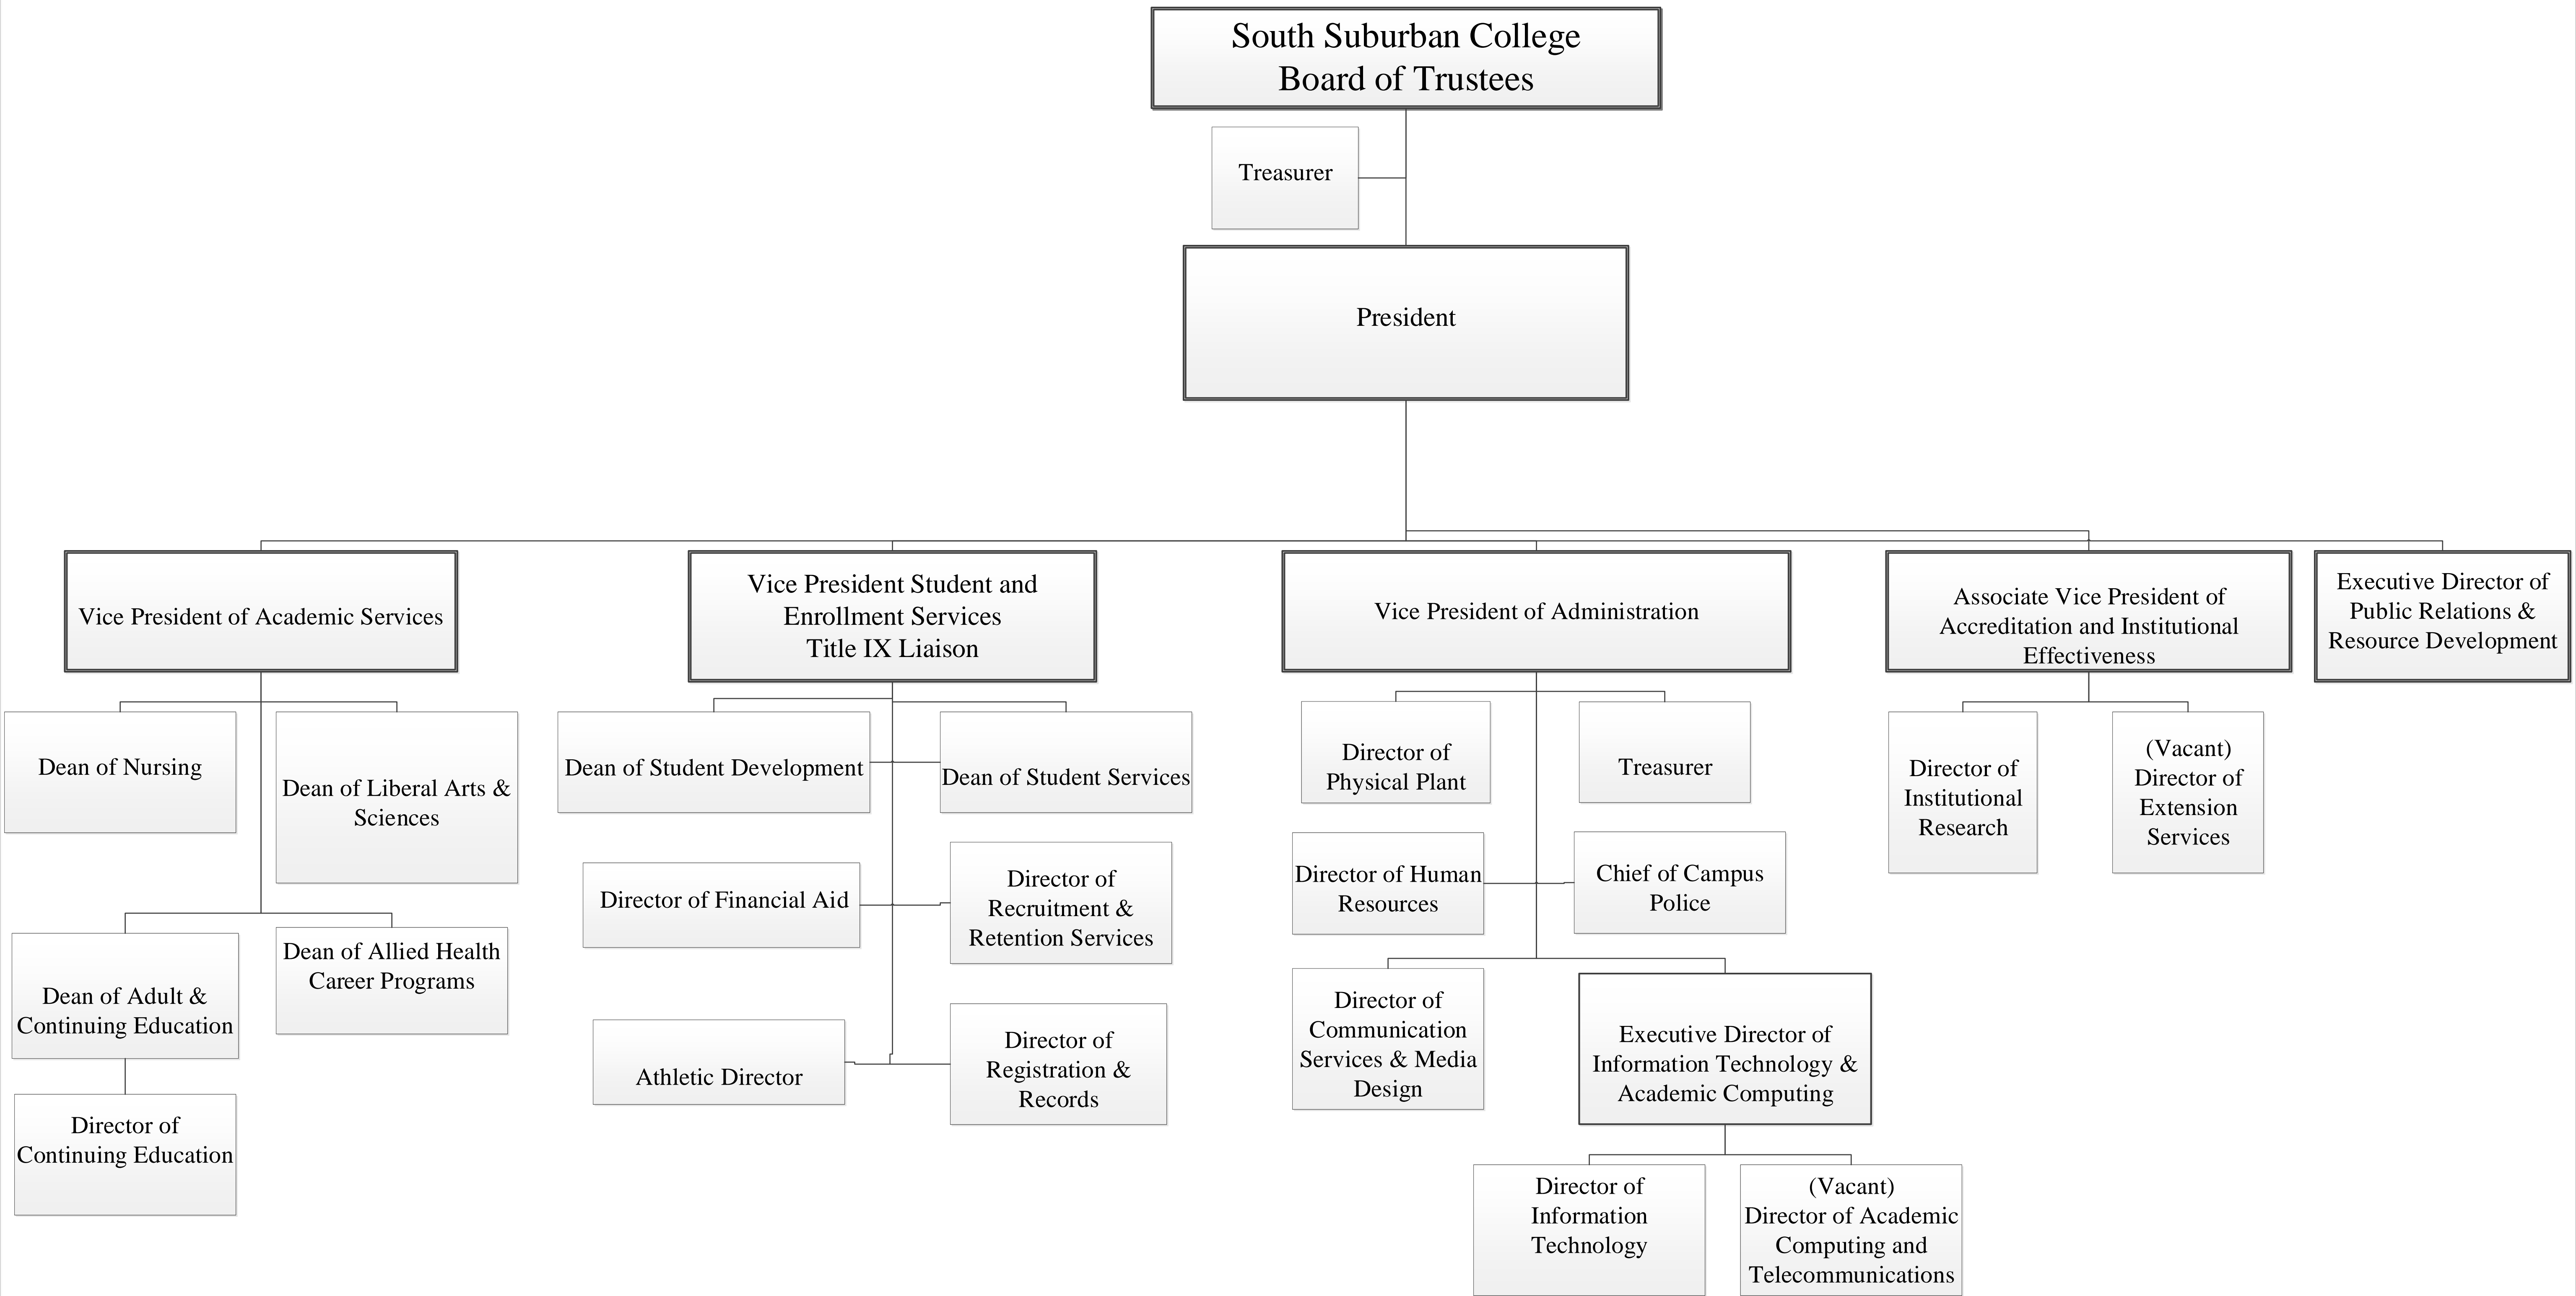 South Suburban College
Board of Trustees
Treasurer
President
Vice President of Academic Services
Vice President Student and
Enrollment Services
Title IX Liaison
Vice President of Administration
Associate Vice President of
Accreditation and Institutional
Effectiveness
Executive Director of
Public Relations &
Resource Development
Dean of Nursing
Dean of Liberal Arts &
Sciences
Dean of Adult &
Continuing Education
Dean of Allied Health
Career Programs
Director of
Continuing Education
Dean of Student Development
Dean of Student Services
Director of Financial Aid
Director of
Recruitment &
Retention Services
Athletic Director
Director of
Registration &
Records
Director of
Physical Plant
Treasurer
Director of Human
Resources
Chief of Campus
Police
Director of
Communication
Services & Media
Design
Executive Director of
Information Technology &
Academic Computing
Director of
Information
Technology
(Vacant)
Director of Academic
Computing and
Telecommunications
Director of
Institutional
Research
(Vacant)
Director of
Extension
Services